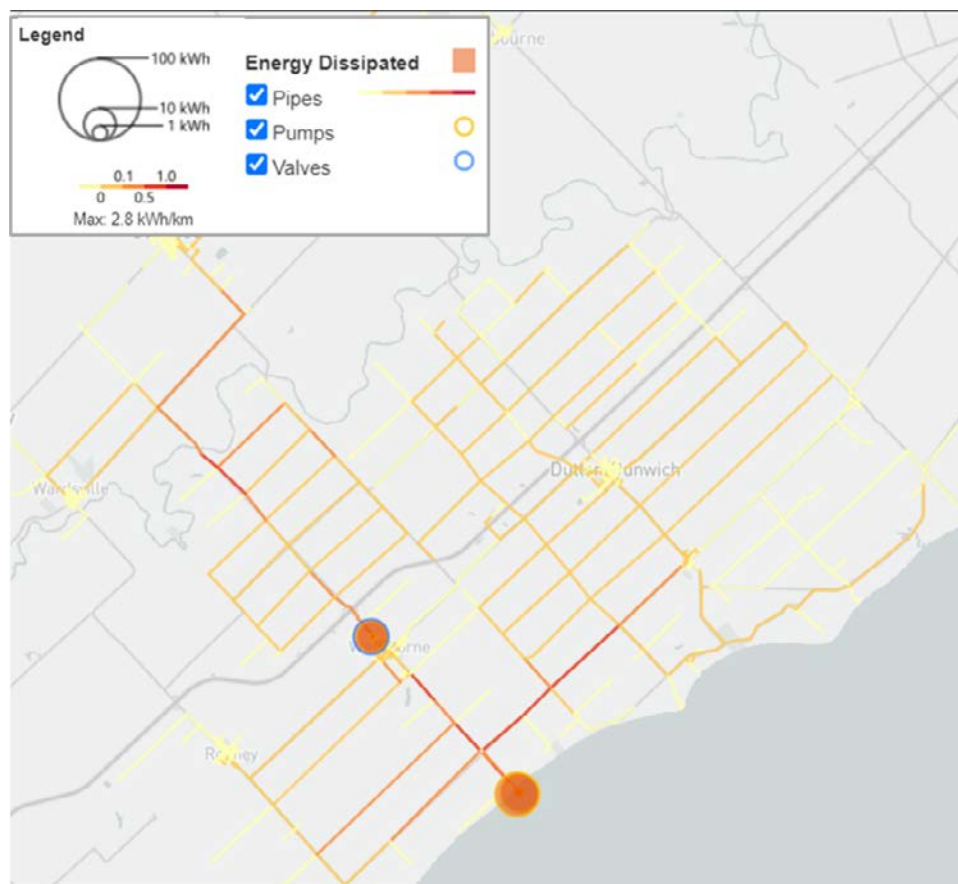 Legend
100 kWh
10 kWh
1 kWh
0.1 1.0
0 0.5
Max: 2.8 kWh/km
Energy Dissipated
Pipes
Pumps
Valves